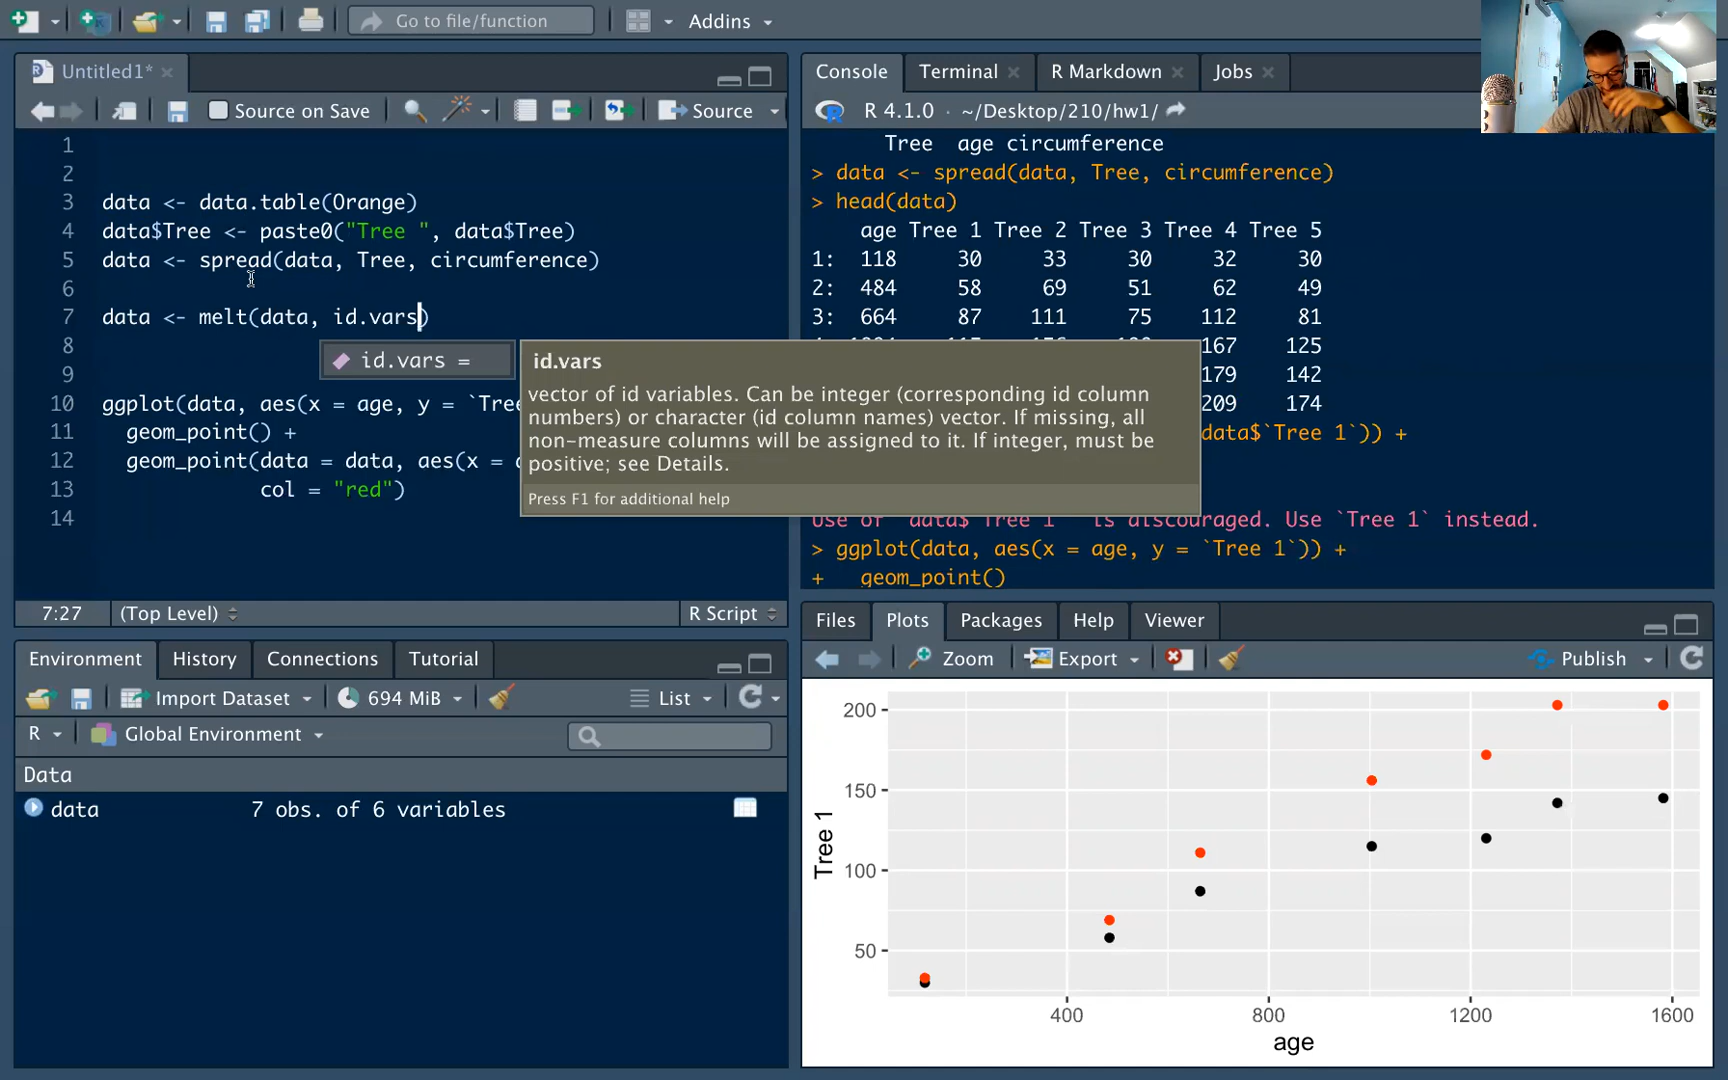 Go to file/function
Addins
Untitled1*
Source on Save
Source
1
2
3 data <- data.table(Orange)
4 data$Tree <- paste0("Tree ", data$Tree)
5 data <- spread(data, Tree, circumference)
6
7 data <- melt(data, id.vars)
8
9
10 ggplot(data, aes(x = age, y = `Tre
11 geom_point() +
12 geom_point(data = data, aes(x =
13 col = "red")
14
id.vars =
id.vars
vector of id variables. Can be integer (corresponding id column
numbers) or character (id column names) vector. If missing, all
non-measure columns will be assigned to it. If integer, must be
positive; see Details.
Press F1 for additional help
7:27 (Top Level) R Script
Console Terminal R Markdown Jobs
R 4.1.0 · ~/Desktop/210/hw1/
Tree age circumference
> data <- spread(data, Tree, circumference)
> head(data)
age Tree 1 Tree 2 Tree 3 Tree 4 Tree 5
1: 118 30 33 30 32 30
2: 484 58 69 51 62 49
3: 664 87 111 75 112 81
167 125
179 142
209 174
data$`Tree 1`)) +
Use of `data$`Tree 1`` is discouraged. Use `Tree 1` instead.
> ggplot(data, aes(x = age, y = `Tree 1`)) +
+ geom_point()
Environment History Connections Tutorial
Import Dataset 694 MiB List
R Global Environment
Data
data 7 obs. of 6 variables
Files Plots Packages Help Viewer
Zoom Export Publish
200
150
100
50
Tree 1
400 800 1200 1600
age